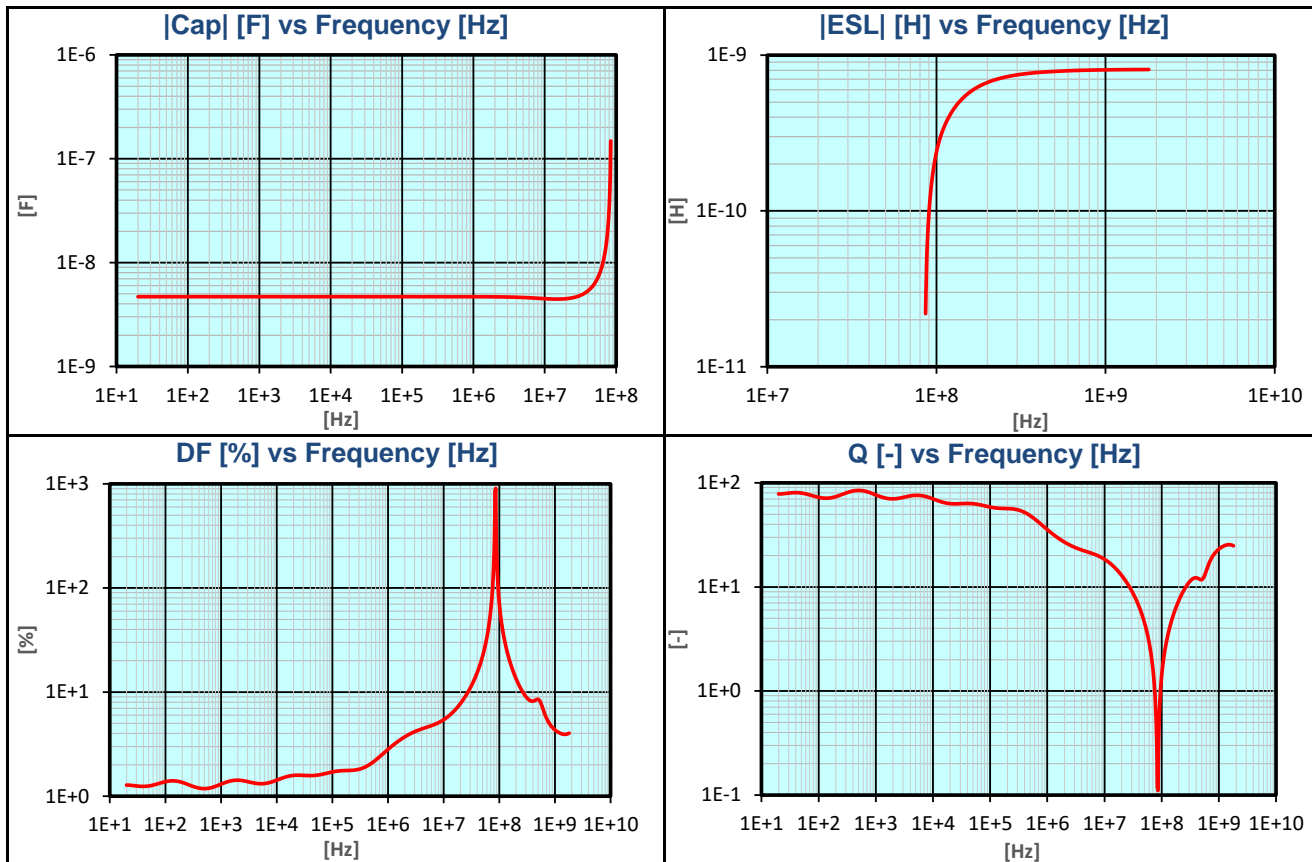 |Cap| [F] vs Frequency [Hz]
1E-6
1E-7
1E-8
1E-9
[F]
1E+1 1E+2 1E+3 1E+4 1E+5 1E+6 1E+7 1E+8
[Hz]
|ESL| [H] vs Frequency [Hz]
1E-9
1E-10
1E-11
[H]
1E+7 1E+8 1E+9 1E+10
[Hz]
DF [%] vs Frequency [Hz]
1E+3
1E+2
1E+1
1E+0
[%]
1E+1 1E+2 1E+3 1E+4 1E+5 1E+6 1E+7 1E+8 1E+9 1E+10
[Hz]
Q [-] vs Frequency [Hz]
1E+2
1E+1
1E+0
1E-1
[-]
1E+1 1E+2 1E+3 1E+4 1E+5 1E+6 1E+7 1E+8 1E+9 1E+10
[Hz]